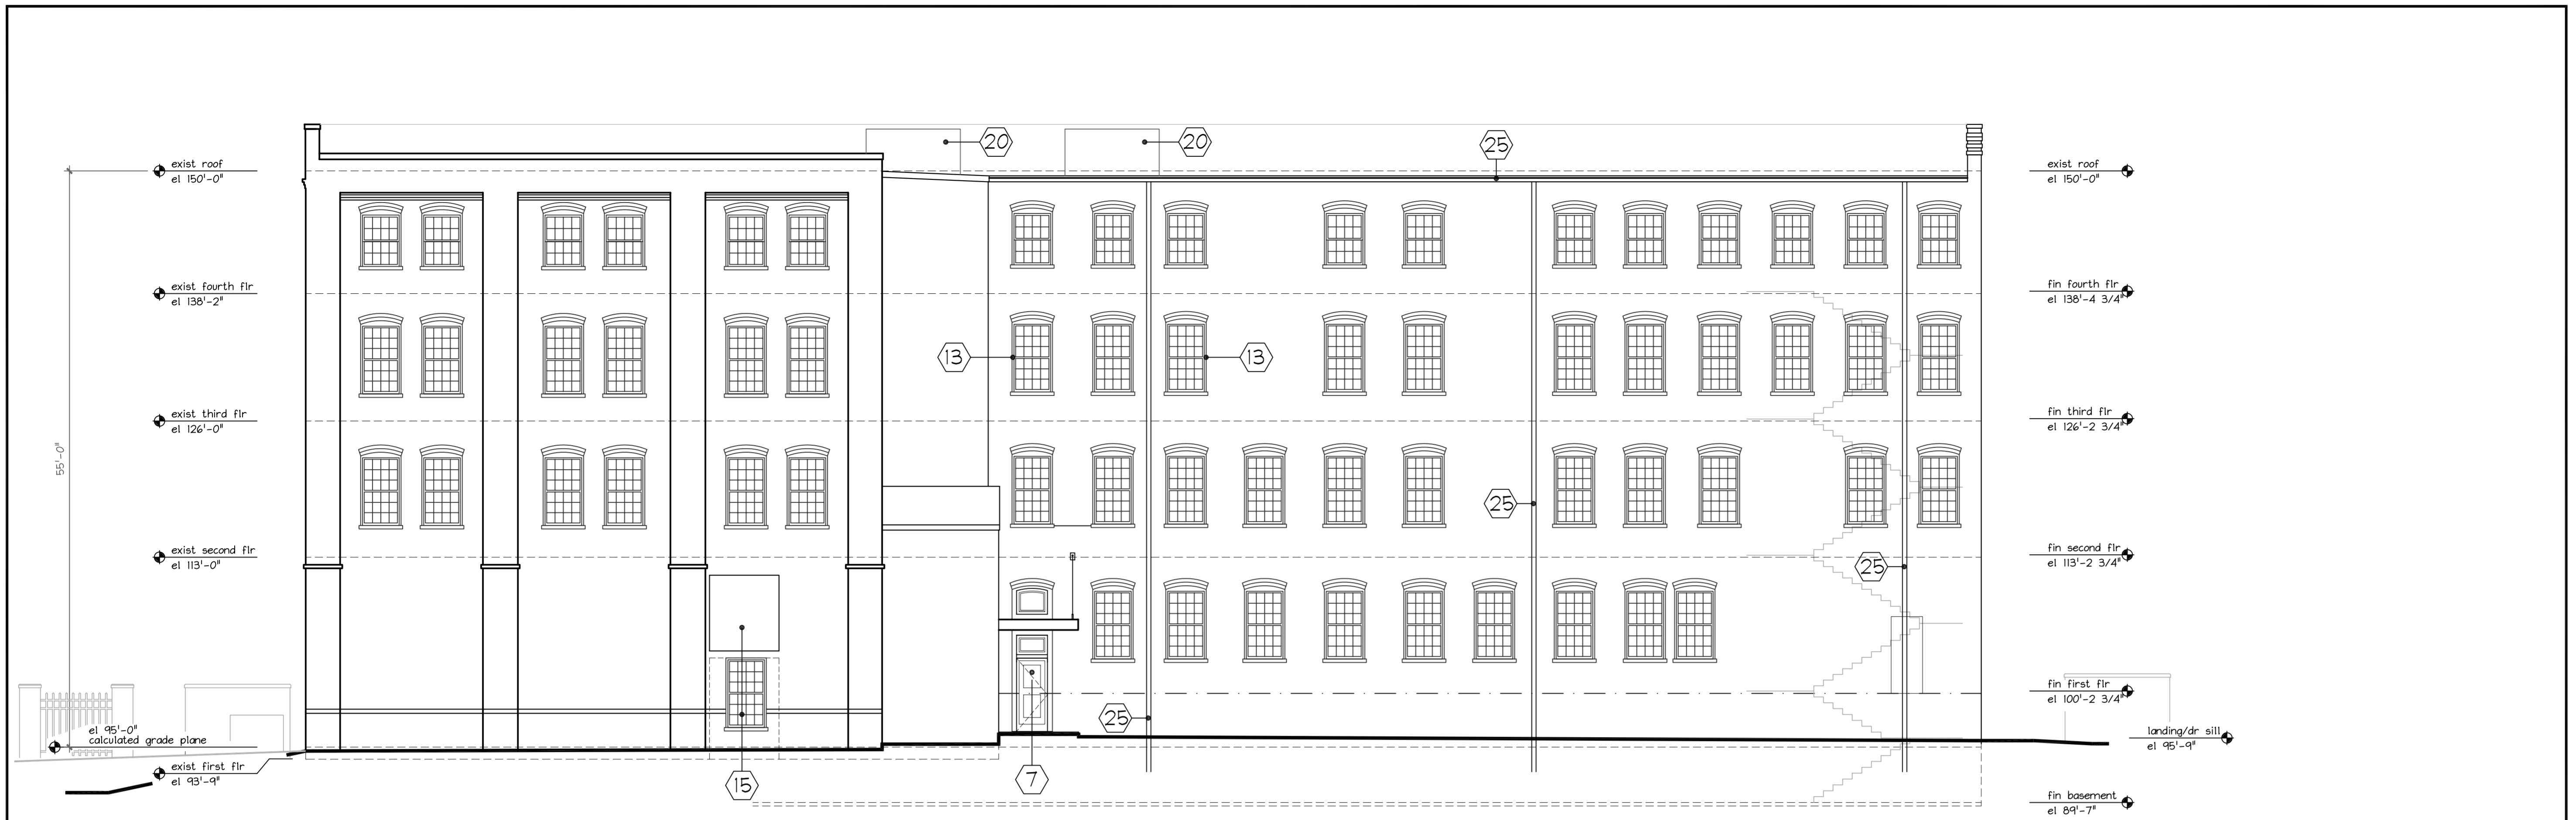 20
20
25
exist roof
el 150'-0"
exist roof
el 150'-0"
exist fourth flr
el 138'-2"
fin fourth flr
el 138'-4 3/4"
13
13
exist third flr
el 126'-0"
fin third flr
el 126'-2 3/4"
55'-0"
25
exist second flr
el 113'-0"
fin second flr
el 113'-2 3/4"
25
fin first flr
el 100'-2 3/4"
25
el 95'-0"
calculated grade plane
landing/dr sill
el 95'-9"
exist first flr
el 93'-9"
15
7
fin basement
el 89'-7"